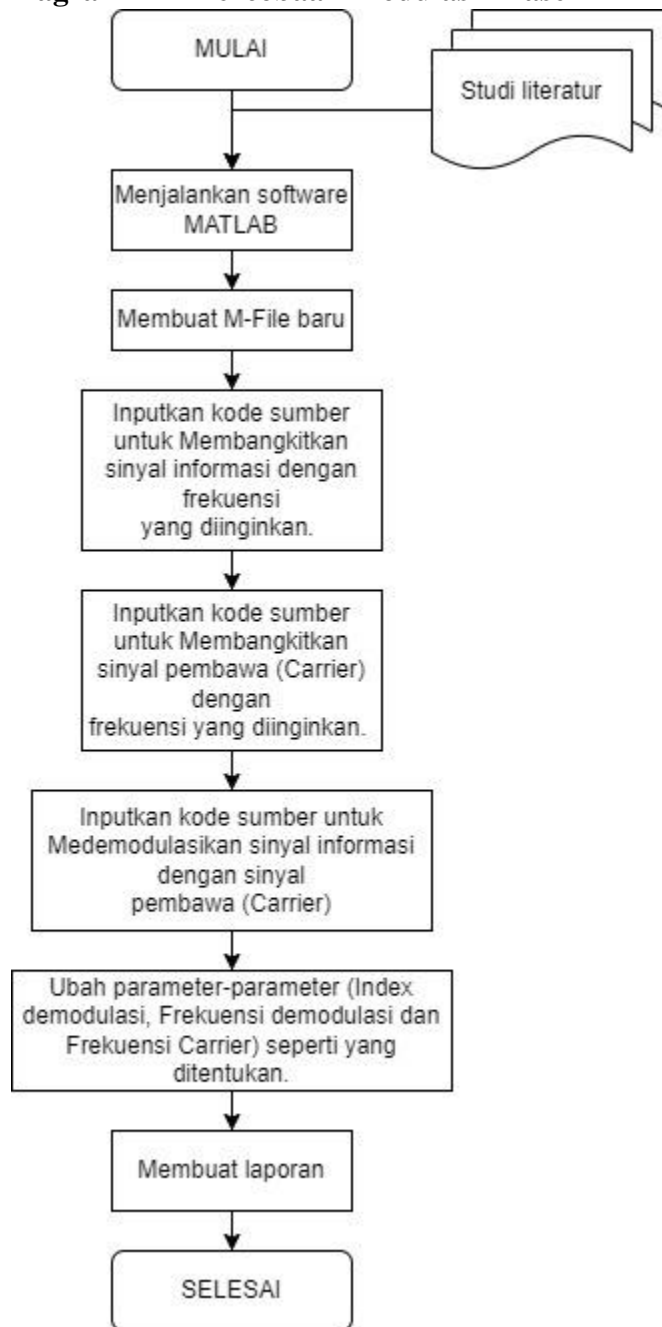 MULAI
Studi literatur
Menjalankan software
MATLAB
Membuat M-File baru
Inputkan kode sumber
untuk Membangkitkan
sinyal informasi dengan
frekuensi
yang diinginkan.
Inputkan kode sumber
untuk Membangkitkan
sinyal pembawa (Carrier)
dengan
frekuensi yang diinginkan.
Inputkan kode sumber untuk
Medemodulasikan sinyal informasi
dengan sinyal
pembawa (Carrier)
Ubah parameter-parameter (Index
demodulasi, Frekuensi demodulasi dan
Frekuensi Carrier) seperti yang
ditentukan.
Membuat laporan
SELESAI